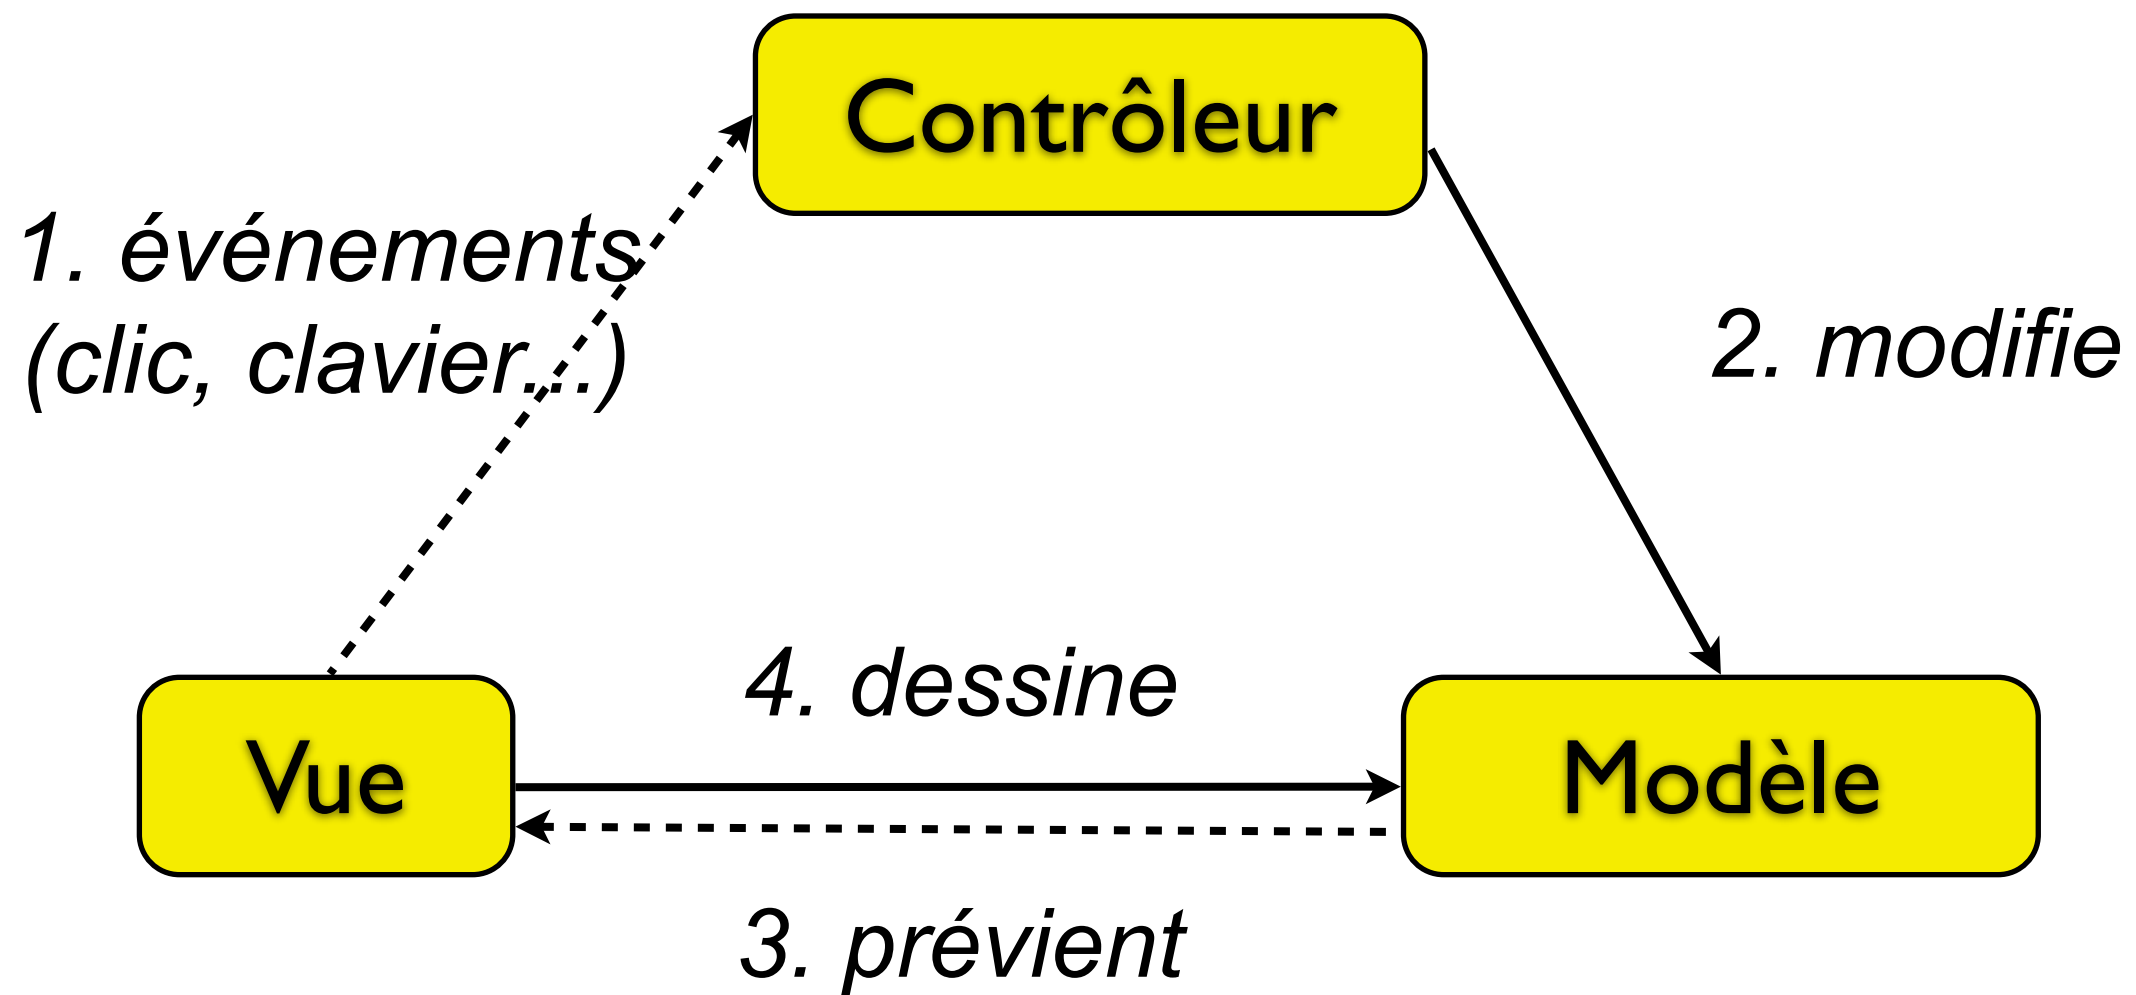 Contrôleur
1. événements
(clic, clavier...)
2. modifie
4. dessine
Vue
Modèle
3. prévient